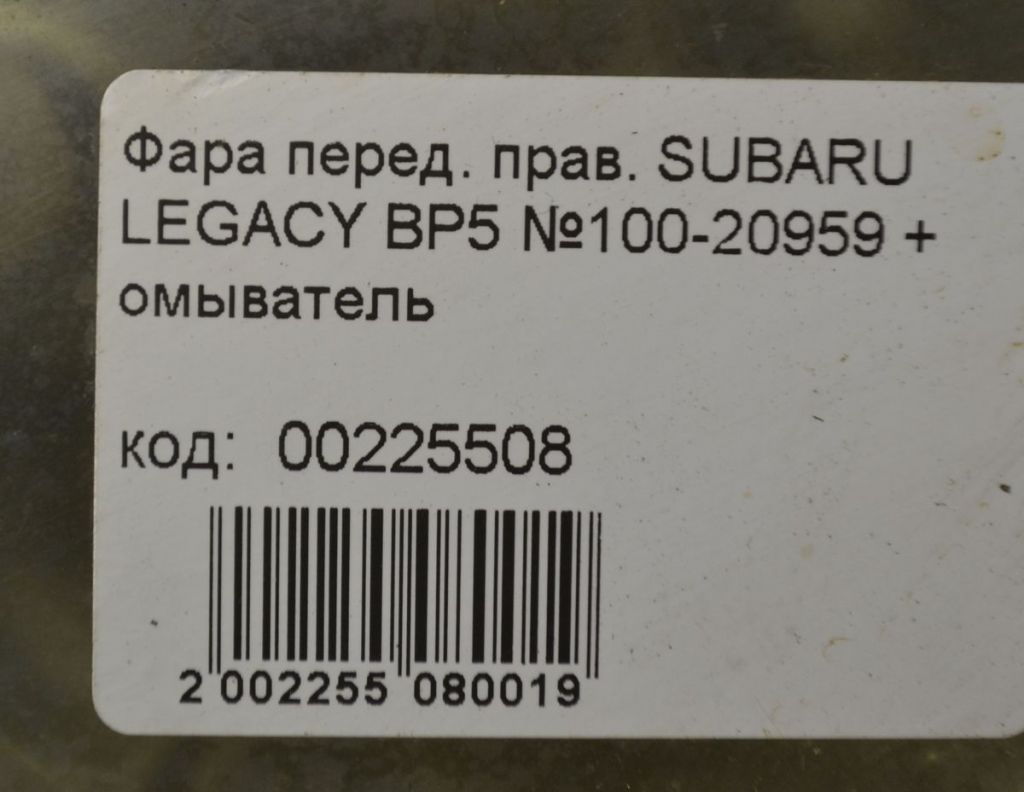 Фара перед. прав. SUBARU
LEGACY BP5 №100-20959 +
омыватель
код: 00225508
2 002255 080019